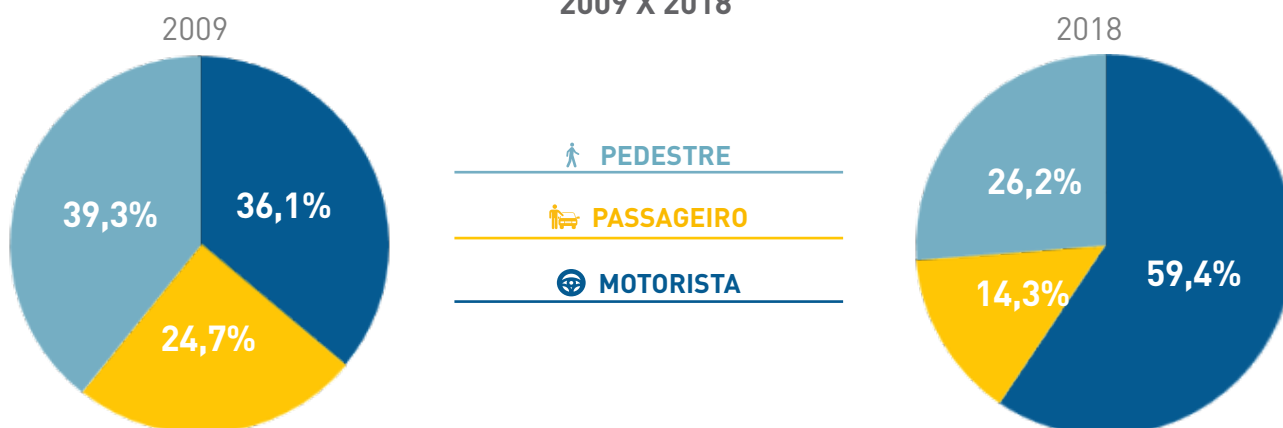 2009 X 2018
2009
39,3%
36,1%
24,7%
PEDESTRE
PASSAGEIRO
MOTORISTA
2018
26,2%
14,3%
59,4%